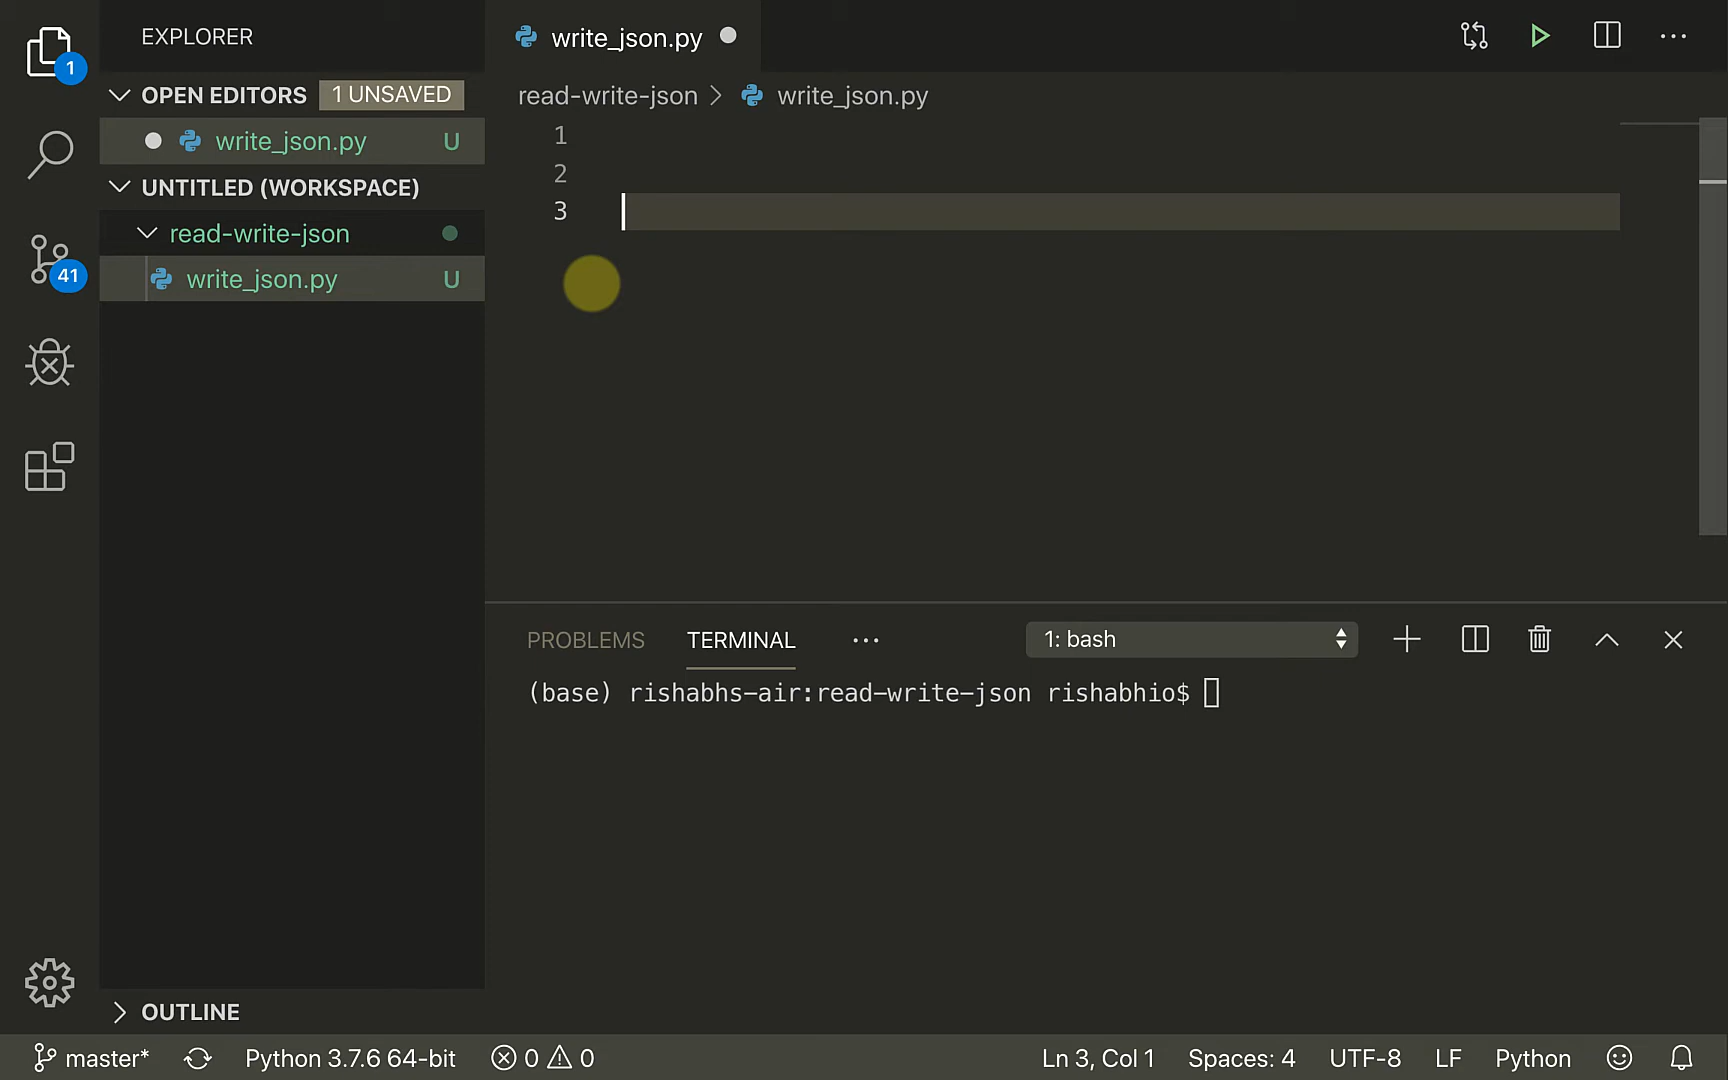 1
EXPLORER
OPEN EDITORS 1 UNSAVED
write_json.py U
UNTITLED (WORKSPACE)
read-write-json
write_json.py U
41
OUTLINE
write_json.py
read-write-json > write_json.py
1
2
3
PROBLEMS TERMINAL ··· 1: bash
(base) rishabhs-air:read-write-json rishabhio$
master* Python 3.7.6 64-bit 0 0 Ln 3, Col 1 Spaces: 4 UTF-8 LF Python